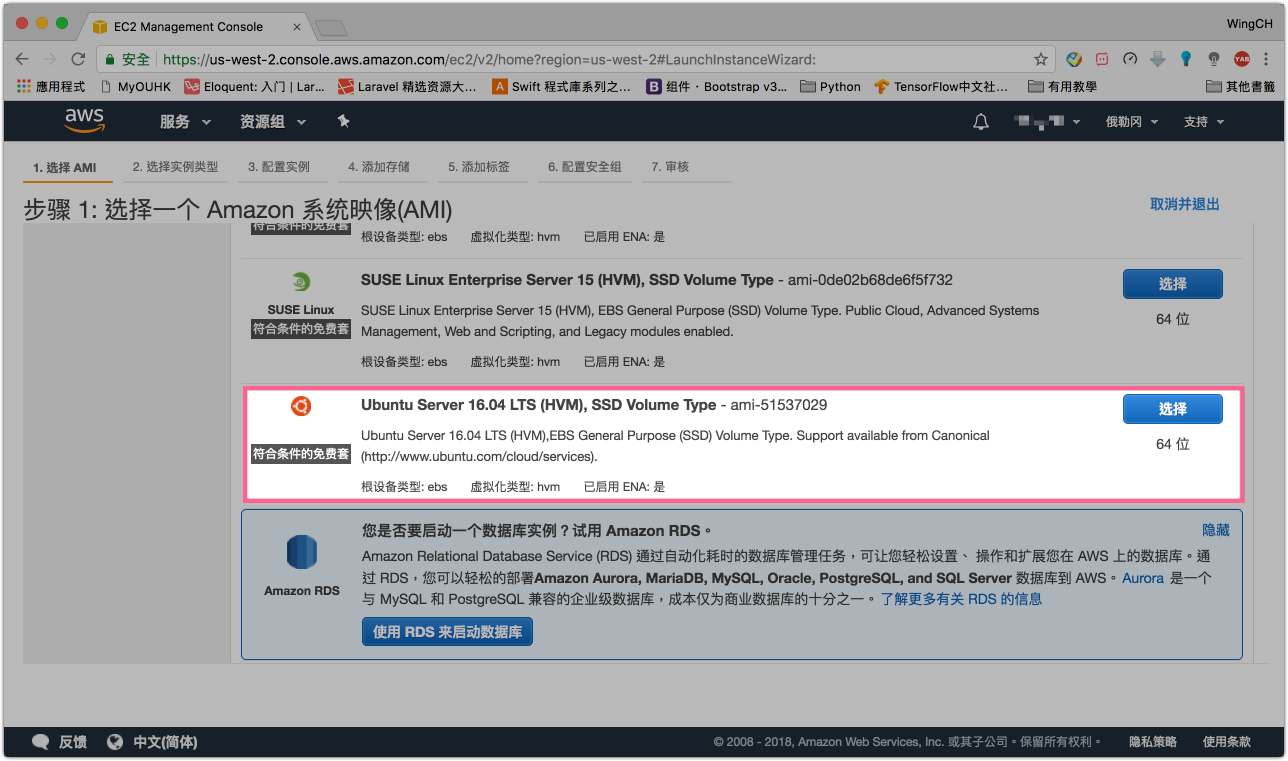 EC2 Management Console
WingCH
安全 https://us-west-2.console.aws.amazon.com/ec2/v2/home?region=us-west-2#LaunchInstanceWizard:
YAB
應用程式 MyOUHK Elequent: 入门 | Lar... Laravel 精选资源大... Swift 程式庫系列之... B 组件 · Bootstrap v3... Python TensorFlow中文社... 有用教學 其他書籤
aws 服务 资源组 俄勒冈 支持
1. 选择 AMI 2. 选择实例类型 3. 配置实例 4. 添加存储 5. 添加标签 6. 配置安全组 7. 审核
步骤 1: 选择一个 Amazon 系统映像(AMI)
取消并退出
符合条件的免费套
根设备类型: ebs 虚拟化类型: hvm 已启用 ENA: 是
SUSE Linux Enterprise Server 15 (HVM), SSD Volume Type - ami-0de02b68de6f5f732
选择
SUSE Linux
符合条件的免费套
SUSE Linux Enterprise Server 15 (HVM), EBS General Purpose (SSD) Volume Type. Public Cloud, Advanced Systems
Management, Web and Scripting, and Legacy modules enabled.
64 位
根设备类型: ebs 虚拟化类型: hvm 已启用 ENA: 是
Ubuntu Server 16.04 LTS (HVM), SSD Volume Type - ami-51537029
选择
符合条件的免费套
Ubuntu Server 16.04 LTS (HVM),EBS General Purpose (SSD) Volume Type. Support available from Canonical
(http://www.ubuntu.com/cloud/services).
64 位
根设备类型: ebs 虚拟化类型: hvm 已启用 ENA: 是
您是否要启动一个数据库实例？试用 Amazon RDS。
隐藏
Amazon RDS
Amazon Relational Database Service (RDS) 通过自动化耗时的数据库管理任务，可让您轻松设置、 操作和扩展您在 AWS 上的数据库。通
过 RDS，您可以轻松的部署Amazon Aurora, MariaDB, MySQL, Oracle, PostgreSQL, and SQL Server 数据库到 AWS。Aurora 是一个
与 MySQL 和 PostgreSQL 兼容的企业级数据库，成本仅为商业数据库的十分之一。了解更多有关 RDS 的信息
使用 RDS 来启动数据库
反馈 中文(简体)
© 2008 - 2018, Amazon Web Services, Inc. 或其子公司。保留所有权利。 隐私策略 使用条款